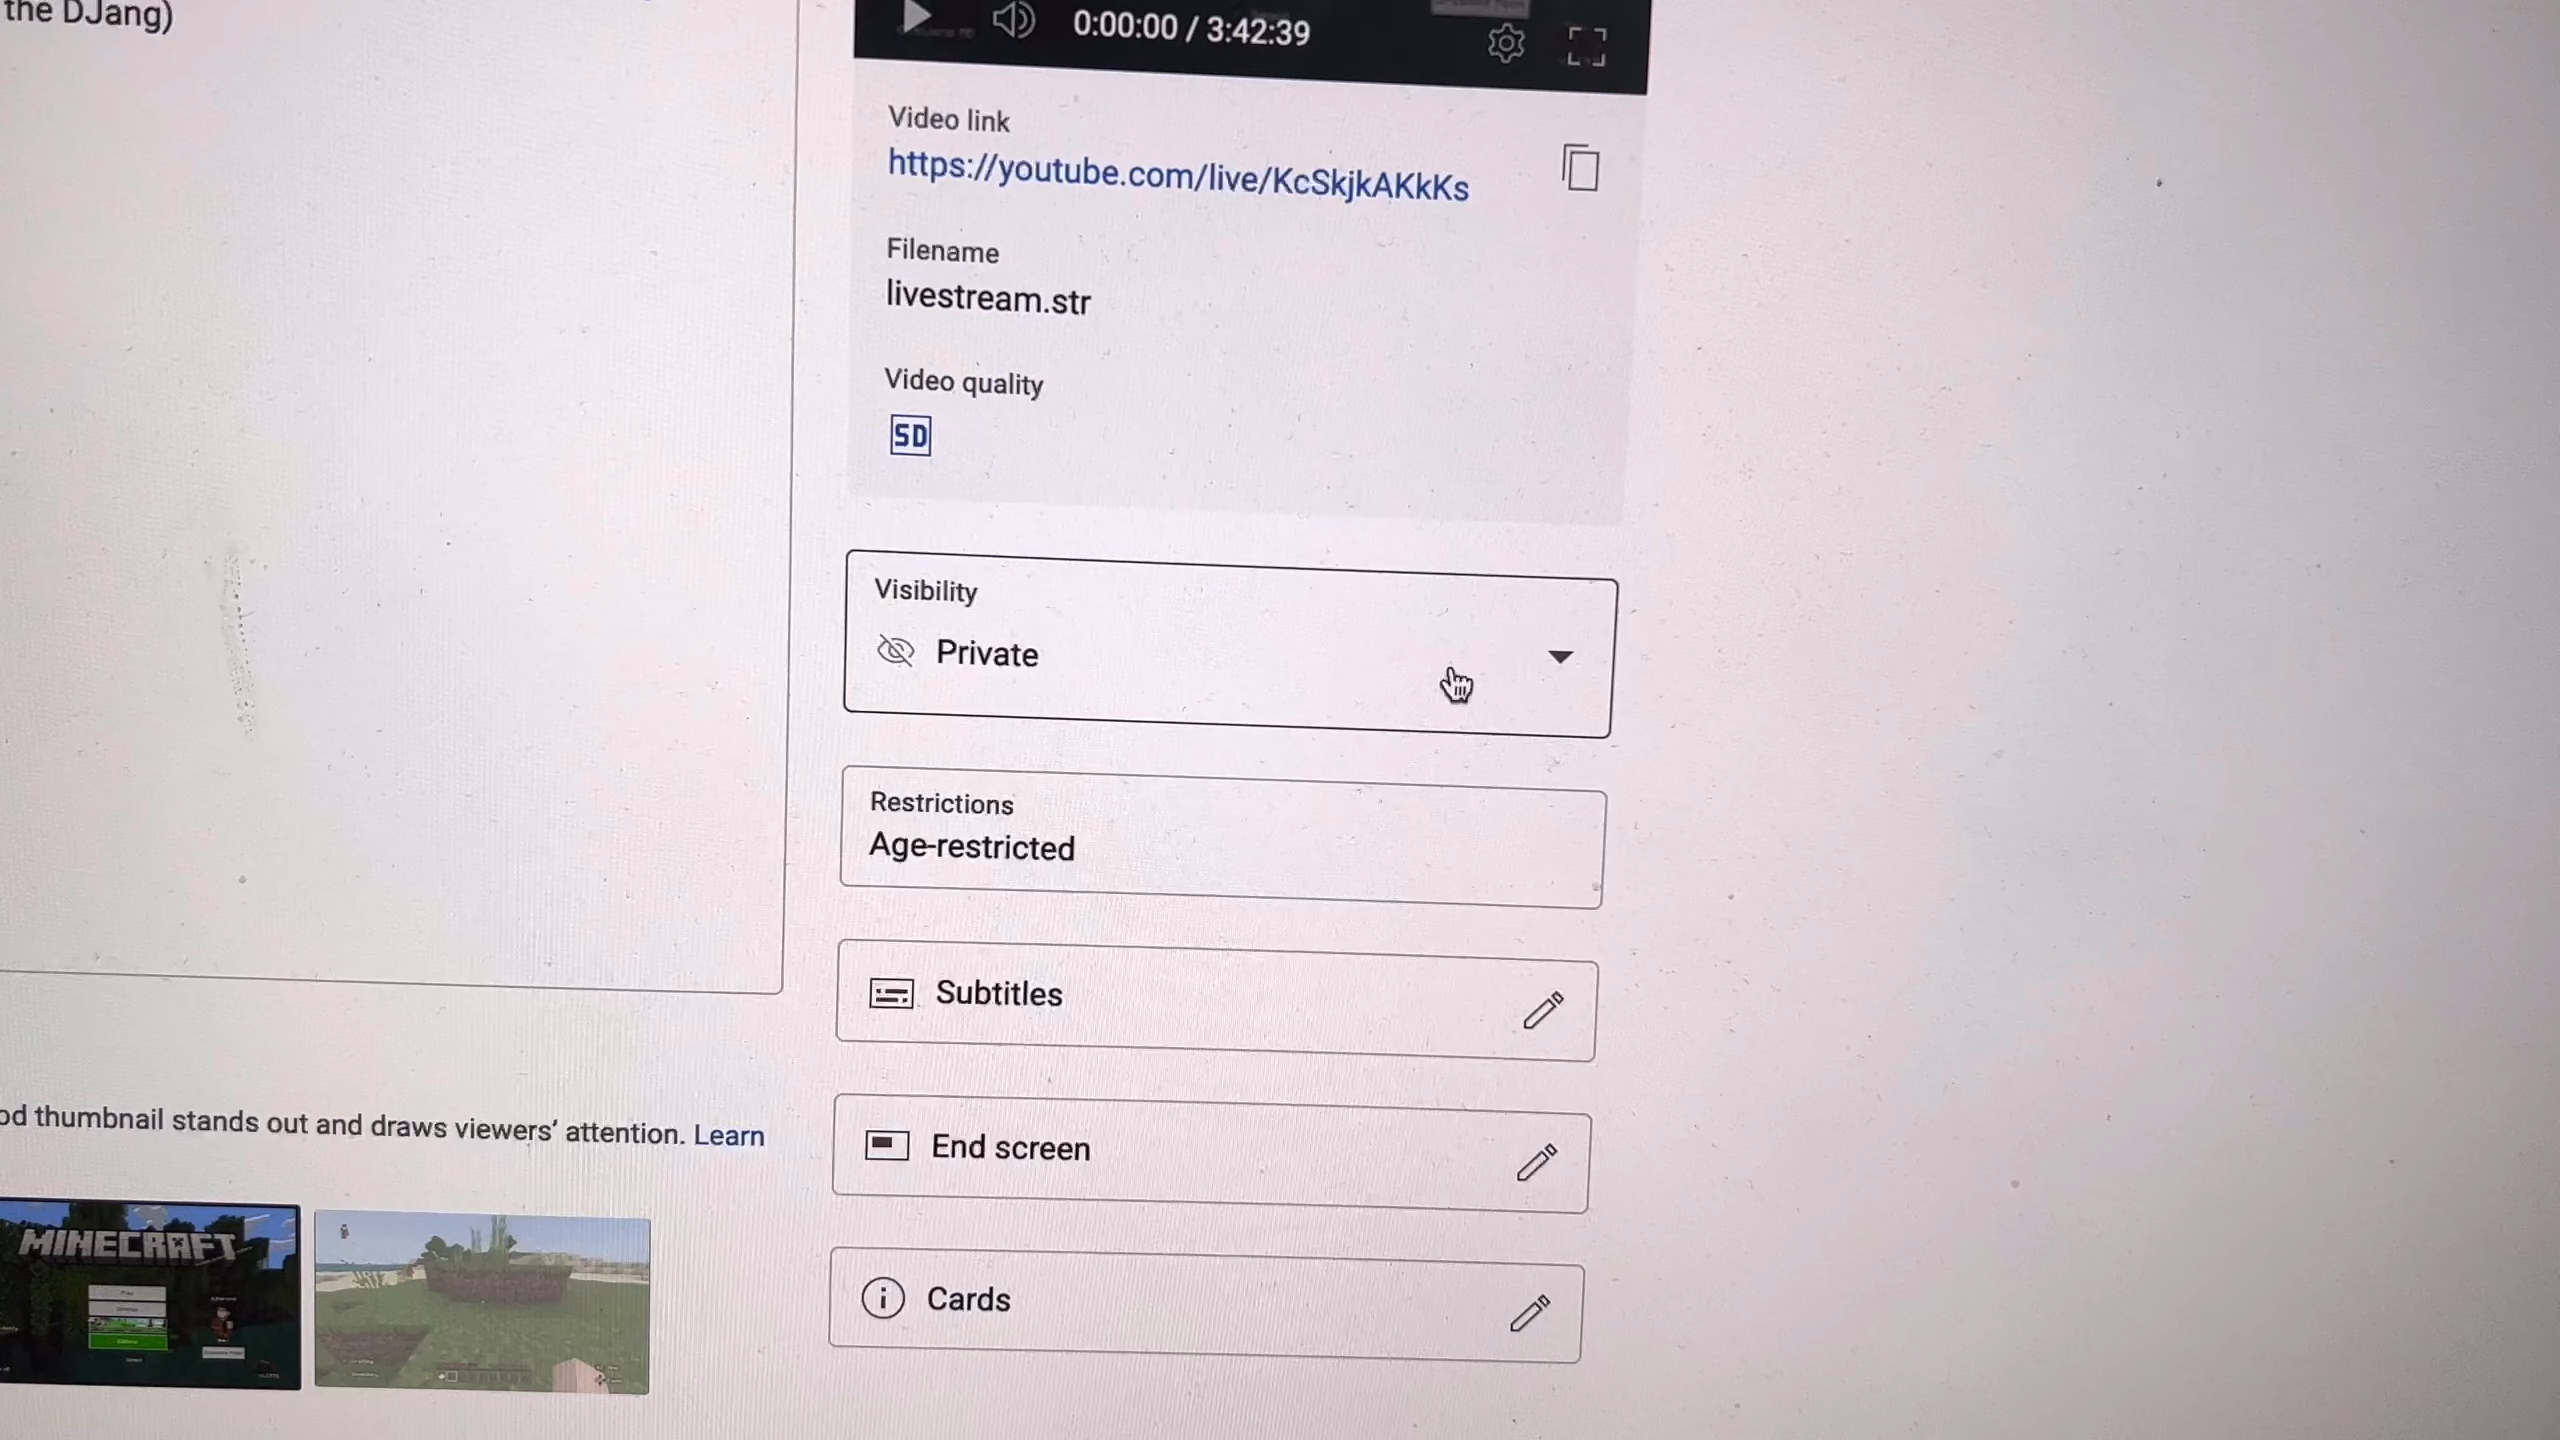 the DJang)
0:00:00 / 3:42:39
Video link
https://youtube.com/live/KcSkjkAKkKs
Filename
livestream.str
Video quality
SD
Visibility
Private
Restrictions
Age-restricted
Subtitles
End screen
Cards
od thumbnail stands out and draws viewers' attention. Learn
MINECRAFT